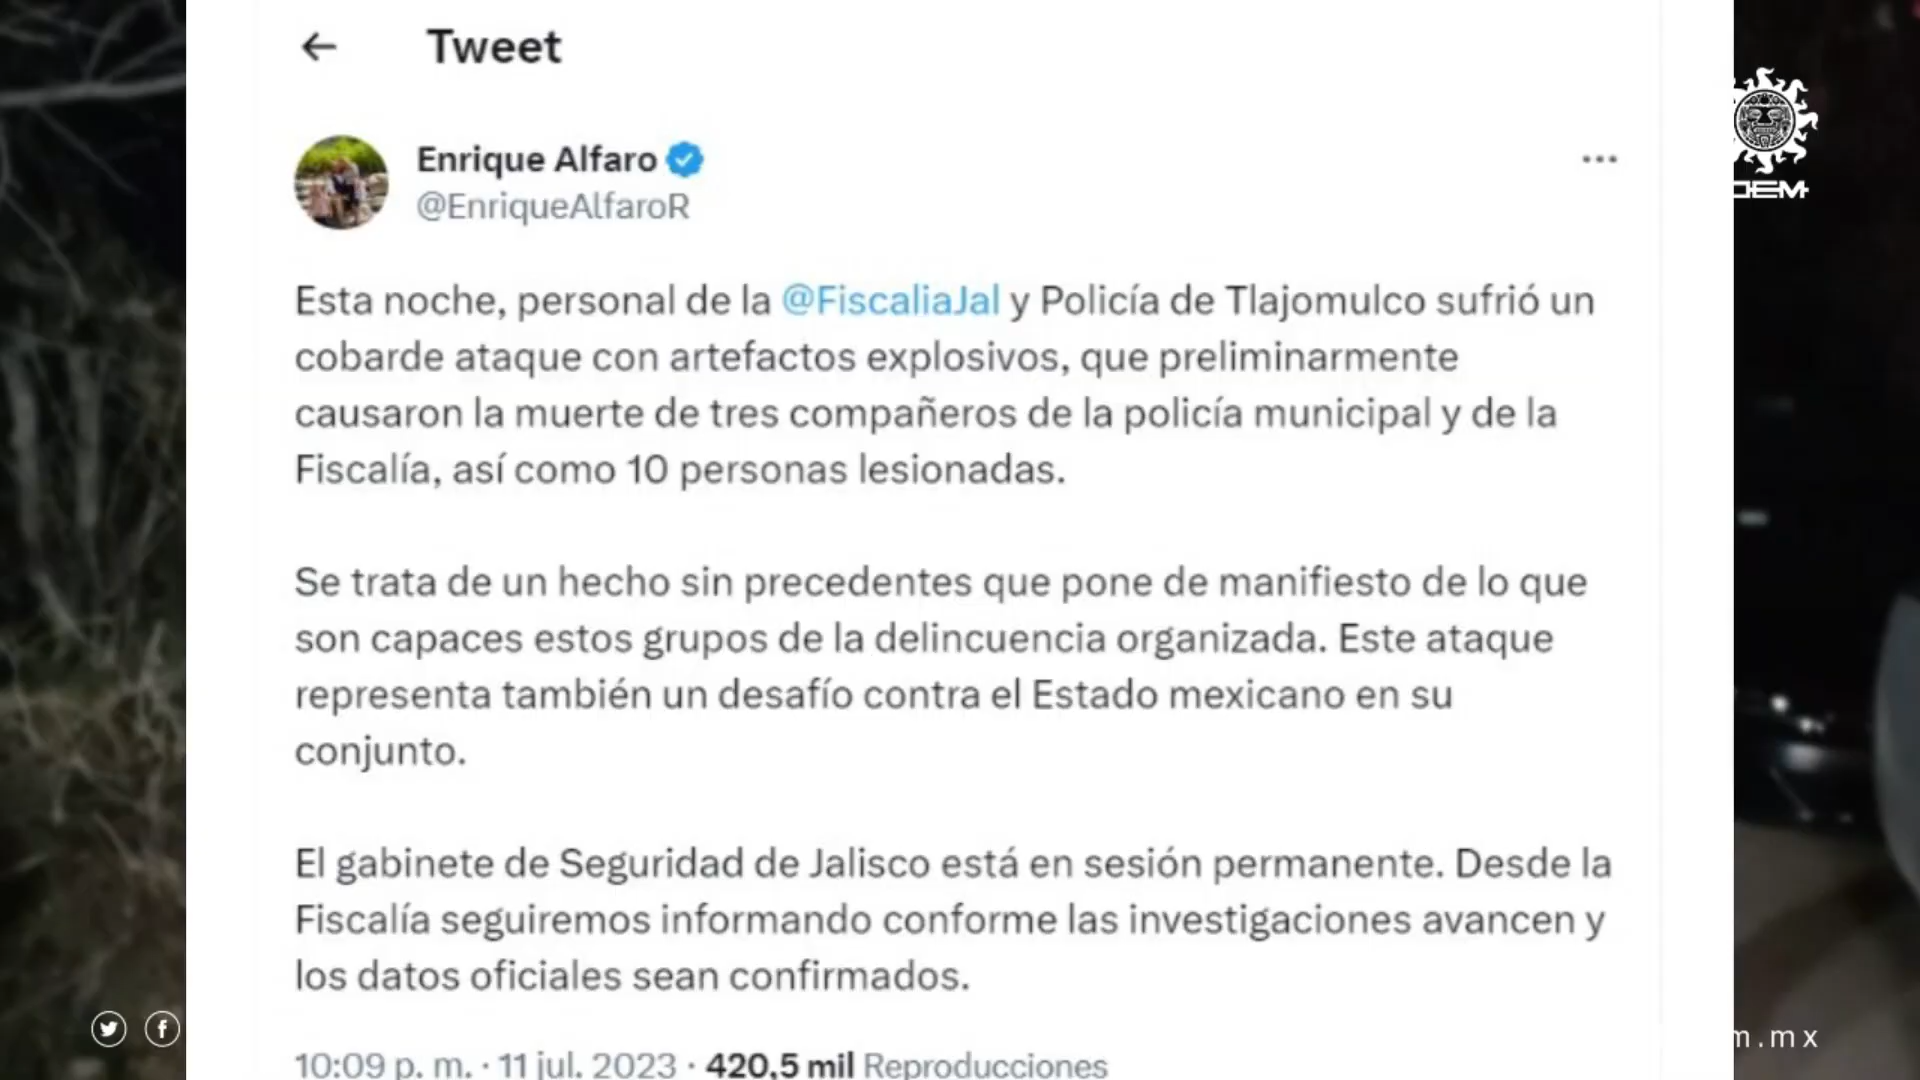 Tweet
Enrique Alfaro
@EnriqueAlfaroR
OEM
Esta noche, personal de la @FiscaliaJal y Policía de Tlajomulco sufrió un
cobarde ataque con artefactos explosivos, que preliminarmente
causaron la muerte de tres compañeros de la policía municipal y de la
Fiscalía, así como 10 personas lesionadas.
Se trata de un hecho sin precedentes que pone de manifiesto de lo que
son capaces estos grupos de la delincuencia organizada. Este ataque
representa también un desafío contra el Estado mexicano en su
conjunto.
El gabinete de Seguridad de Jalisco está en sesión permanente. Desde la
Fiscalía seguiremos informando conforme las investigaciones avancen y
los datos oficiales sean confirmados.
10:09 p. m. · 11 jul. 2023 · 420,5 mil Reproducciones
m.mx